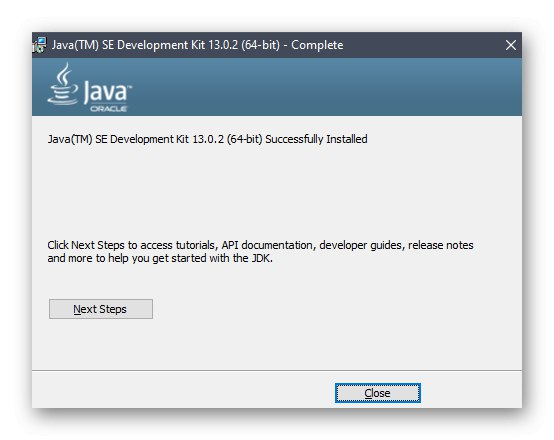 Java(TM) SE Development Kit 13.0.2 (64-bit) - Complete
Java™
ORACLE
Java(TM) SE Development Kit 13.0.2 (64-bit) Successfully Installed
Click Next Steps to access tutorials, API documentation, developer guides, release notes
and more to help you get started with the JDK.
Next Steps
Close